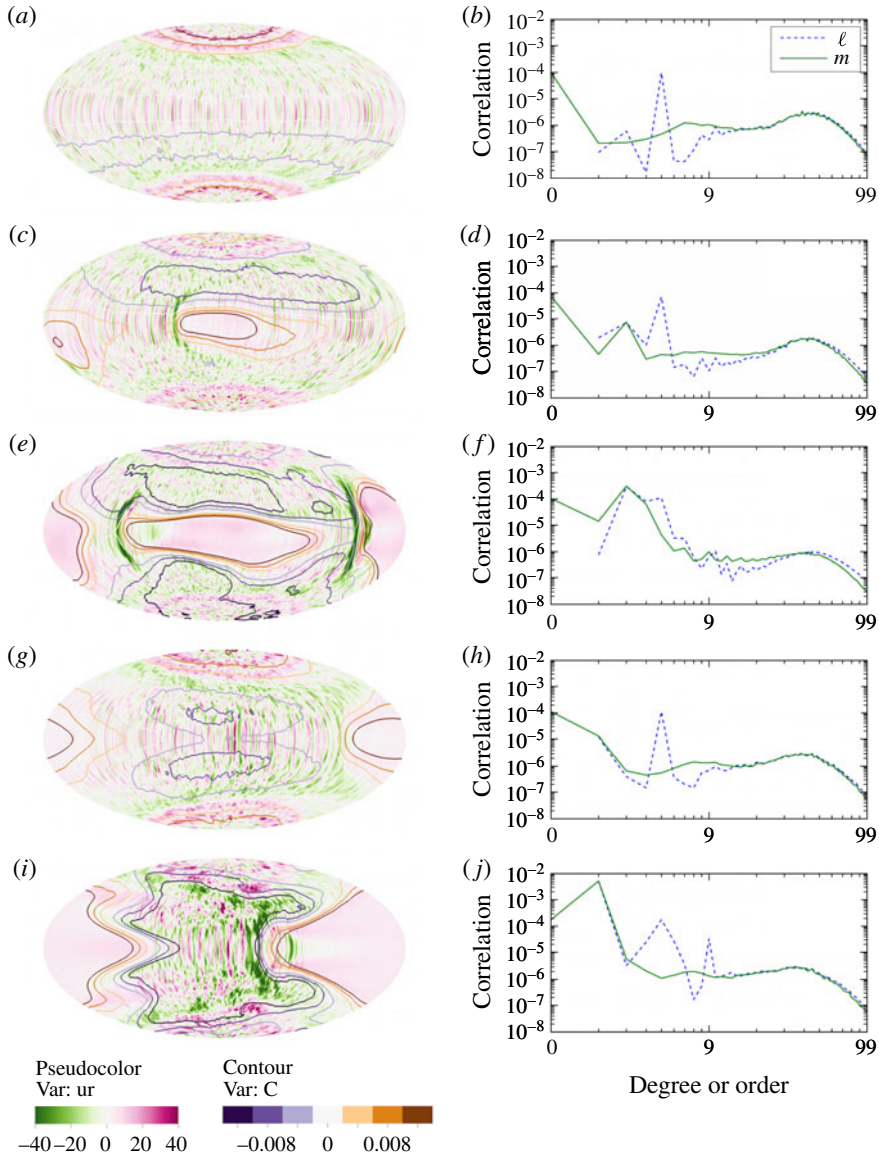 (a)
(b)
Correlation
10–2
10–3
10–4
10–5
10–6
10–7
10–8
0
9
99
ℓ
m
(c)
(d)
Correlation
10–2
10–3
10–4
10–5
10–6
10–7
10–8
0
9
99
(e)
(f)
Correlation
10–2
10–3
10–4
10–5
10–6
10–7
10–8
0
9
99
(g)
(h)
Correlation
10–2
10–3
10–4
10–5
10–6
10–7
10–8
0
9
99
(i)
(j)
Correlation
10–2
10–3
10–4
10–5
10–6
10–7
10–8
0
9
99
Degree or order
Pseudocolor
Var: ur
–40 –20 0 20 40
Contour
Var: C
–0.008 0 0.008